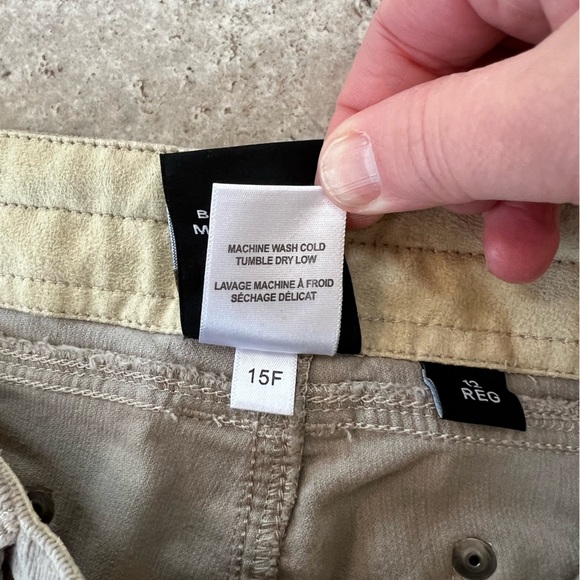 B
M
MACHINE WASH COLD
TUMBLE DRY LOW
LAVAGE MACHINE À FROID
SÉCHAGE DÉLICAT
15F
12
REG